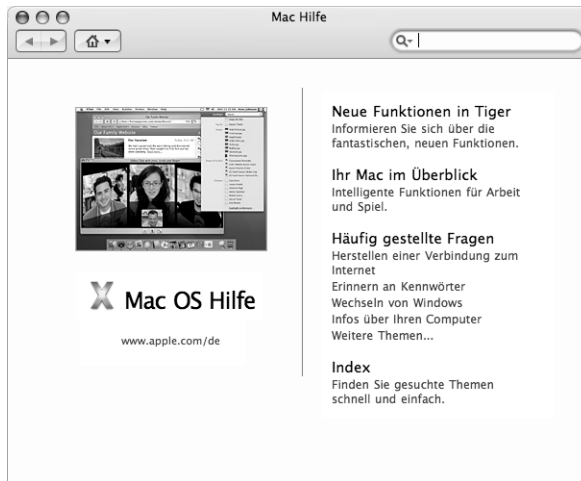 Mac Hilfe
Neue Funktionen in Tiger
Informieren Sie sich über die
fantastischen, neuen Funktionen.
Ihr Mac im Überblick
Intelligente Funktionen für Arbeit
und Spiel.
Häufig gestellte Fragen
Herstellen einer Verbindung zum
Internet
Erinnern an Kennwörter
Wechseln von Windows
Infos über Ihren Computer
Weitere Themen...
Index
Finden Sie gesuchte Themen
schnell und einfach.
X Mac OS Hilfe
www.apple.com/de